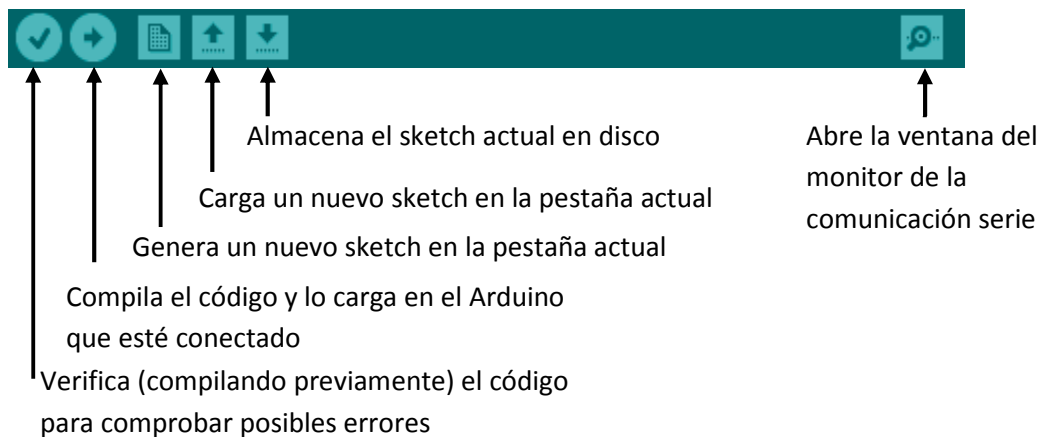 Almacena el sketch actual en disco
Carga un nuevo sketch en la pestaña actual
Genera un nuevo sketch en la pestaña actual
Compila el código y lo carga en el Arduino
que esté conectado
Verifica (compilando previamente) el código
para comprobar posibles errores
Abre la ventana del
monitor de la
comunicación serie